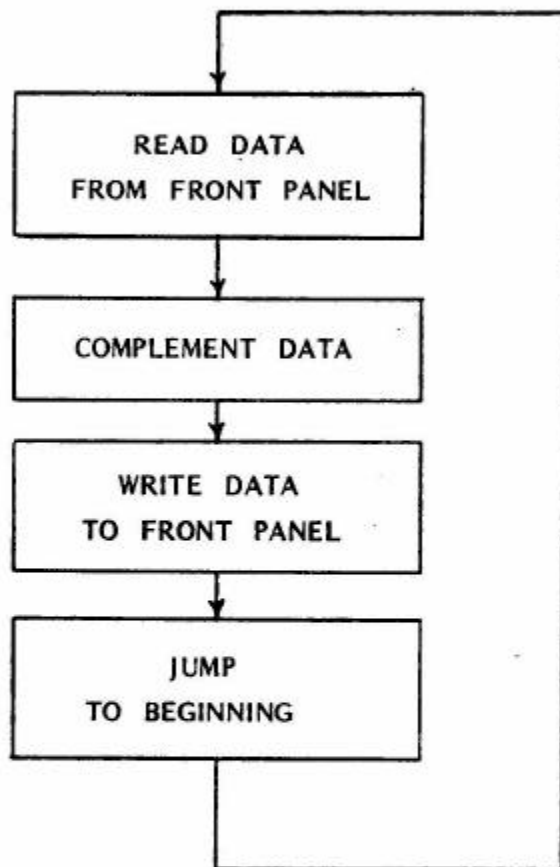 READ DATA
FROM FRONT PANEL
COMPLEMENT DATA
WRITE DATA
TO FRONT PANEL
JUMP
TO BEGINNING